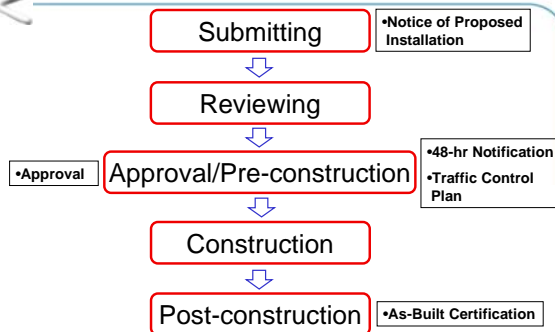 Submitting
•Notice of Proposed
Installation
Reviewing
•Approval
Approval/Pre-construction
•48-hr Notification
•Traffic Control
Plan
Construction
Post-construction
•As-Built Certification